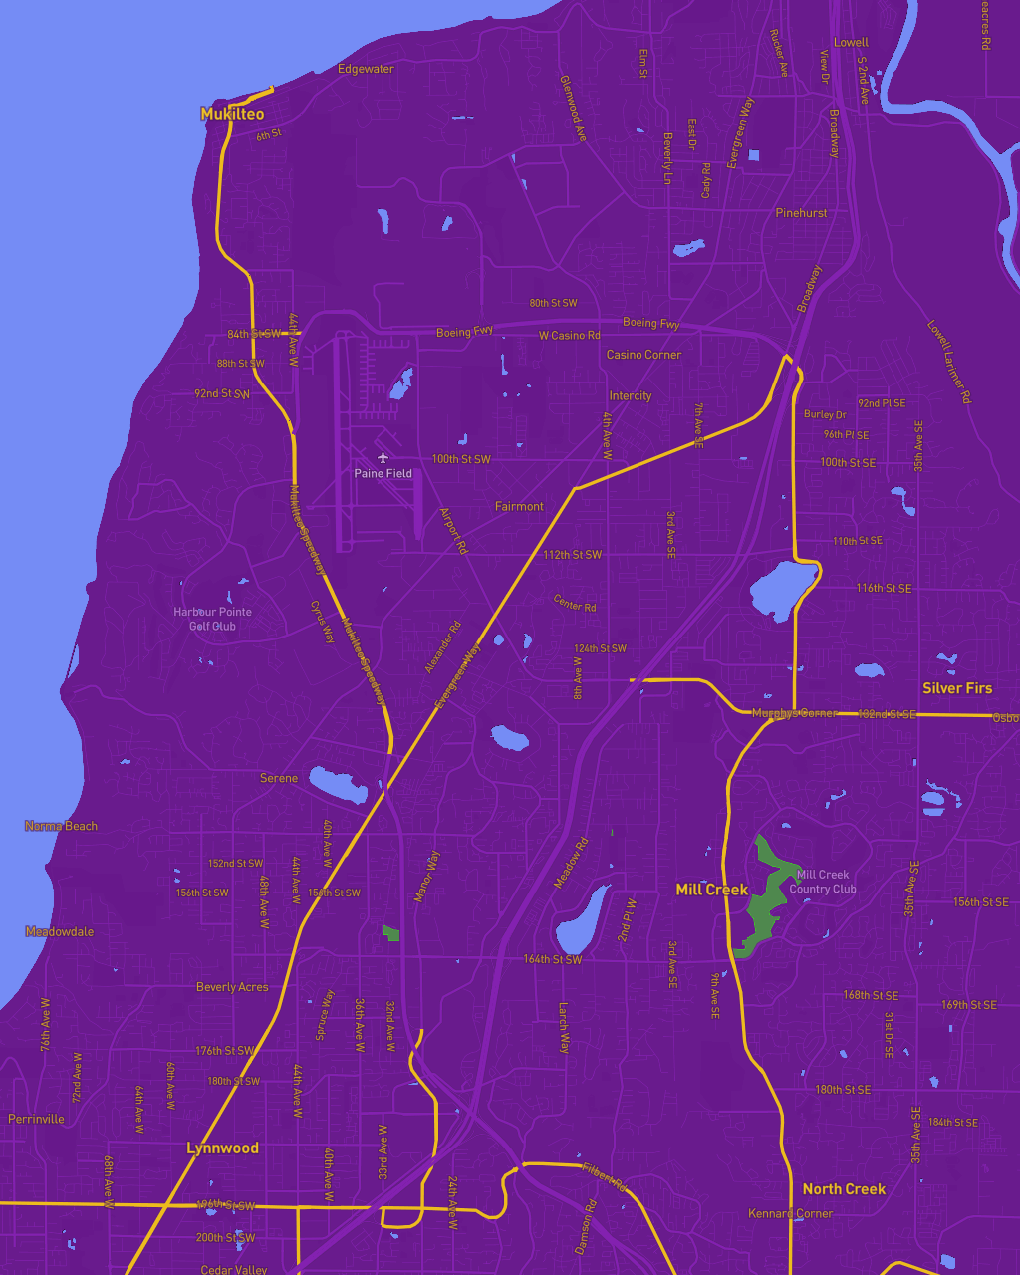 eacres Rd
Lowell
Rucker Ave
View Dr
S 2nd Ave
Elm St
Edgewater
Glenwood Ave
Evergreen Way
Broadway
Mukilteo
6th St
Beverly Ln
East Dr
Cady Rd
Pinehurst
Broadway
80th St SW
Boeing Fwy
Boeing Fwy
W Casino Rd
44th Ave W
84th St SW
88th St SW
92nd St SW
Casino Corner
Intercity
Lowell Larimer Rd
92nd Pl SE
Burley Dr
96th Pl SE
7th Ave SE
4th Ave W
35th Ave SE
100th St SW
100th St SE
Paine Field
Fairmont
Airport Rd
Mukilteo Speedway
3rd Ave SE
110th St SE
112th St SW
116th St SE
Center Rd
Harbour Pointe
Golf Club
Cyrus Way
Alexander Rd
Mukilteo Speedway
Evergreen Way
124th St SW
8th Ave W
Silver Firs
Murphys Corner
132nd St SE
Osbo
Serene
Norma Beach
40th Ave W
152nd St SW
44th Ave W
48th Ave W
156th St SW
156th St SW
Manor Way
Meadow Rd
Mill Creek
Mill Creek
Country Club
35th Ave SE
156th St SE
2nd Pl W
Meadowdale
164th St SW
3rd Ave SE
9th Ave SE
Beverly Acres
168th St SE
169th St SE
76th Ave W
Spruce Way
36th Ave W
32nd Ave W
Larch Way
31st Dr SE
176th St SW
180th St SW
180th St SE
72nd Ave W
60th Ave W
64th Ave W
44th Ave W
Perrinville
184th St SE
35th Ave SE
Lynnwood
33rd Ave W
40th Ave W
68th Ave W
24th Ave W
Filbert Rd
North Creek
196th St SW
Kennard Corner
Damson Rd
200th St SW
Cedar Valley